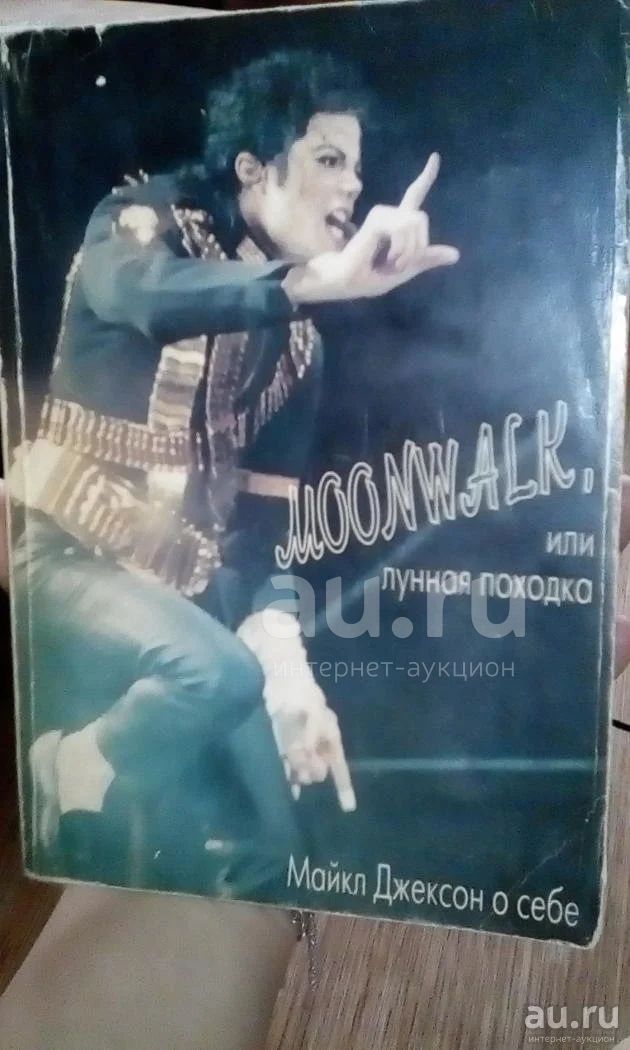 MOONWALK,
или
лунная походка
au.ru
интернет-аукцион
Майкл Джексон о себе
au.ru
интернет-аукцион